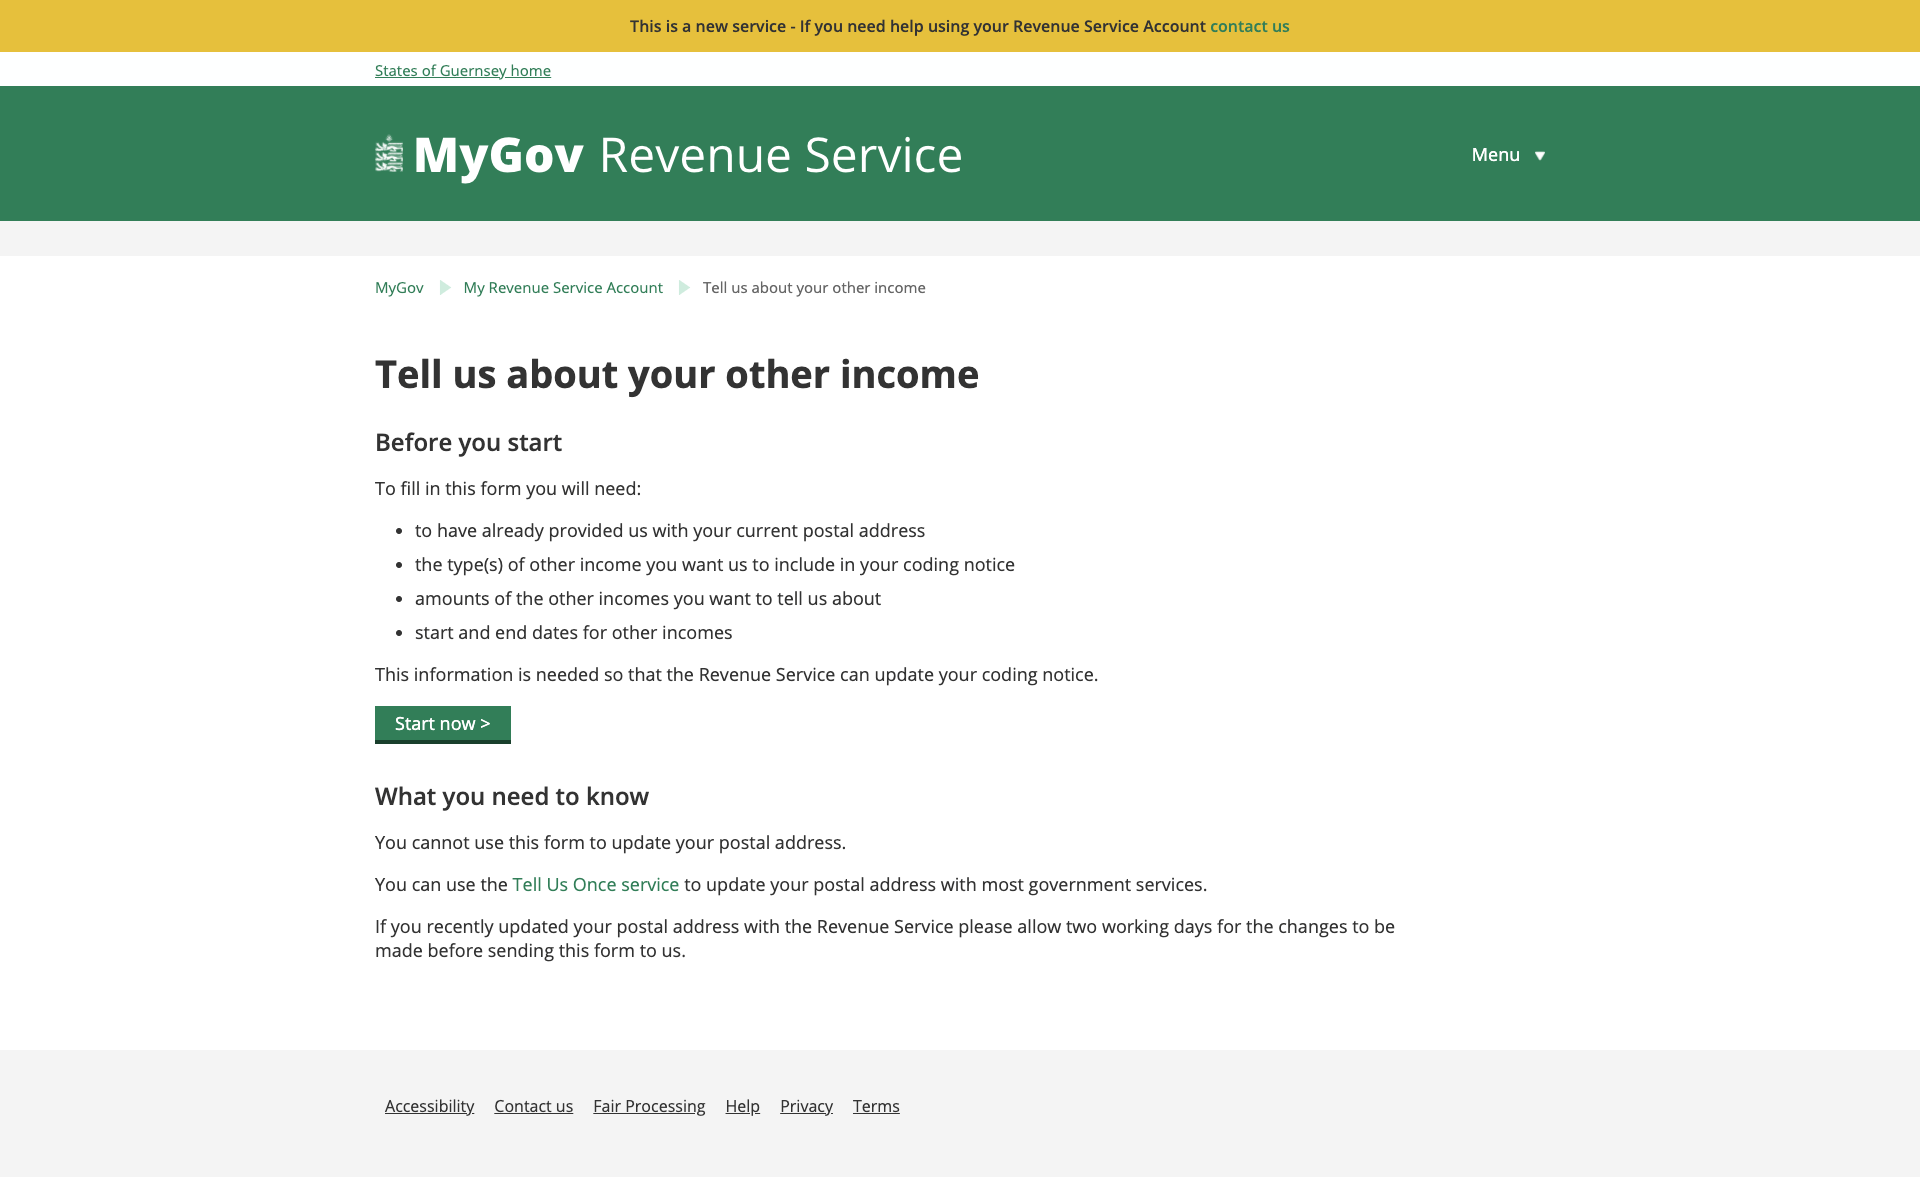 This is a new service - If you need help using your Revenue Service Account contact us
States of Guernsey home
MyGov Revenue Service
Menu ▼
MyGov
My Revenue Service Account
Tell us about your other income
Tell us about your other income
Before you start
To fill in this form you will need:
• to have already provided us with your current postal address
• the type(s) of other income you want us to include in your coding notice
• amounts of the other incomes you want to tell us about
• start and end dates for other incomes
This information is needed so that the Revenue Service can update your coding notice.
Start now >
What you need to know
You cannot use this form to update your postal address.
You can use the Tell Us Once service to update your postal address with most government services.
If you recently updated your postal address with the Revenue Service please allow two working days for the changes to be
made before sending this form to us.
Accessibility Contact us Fair Processing Help Privacy Terms